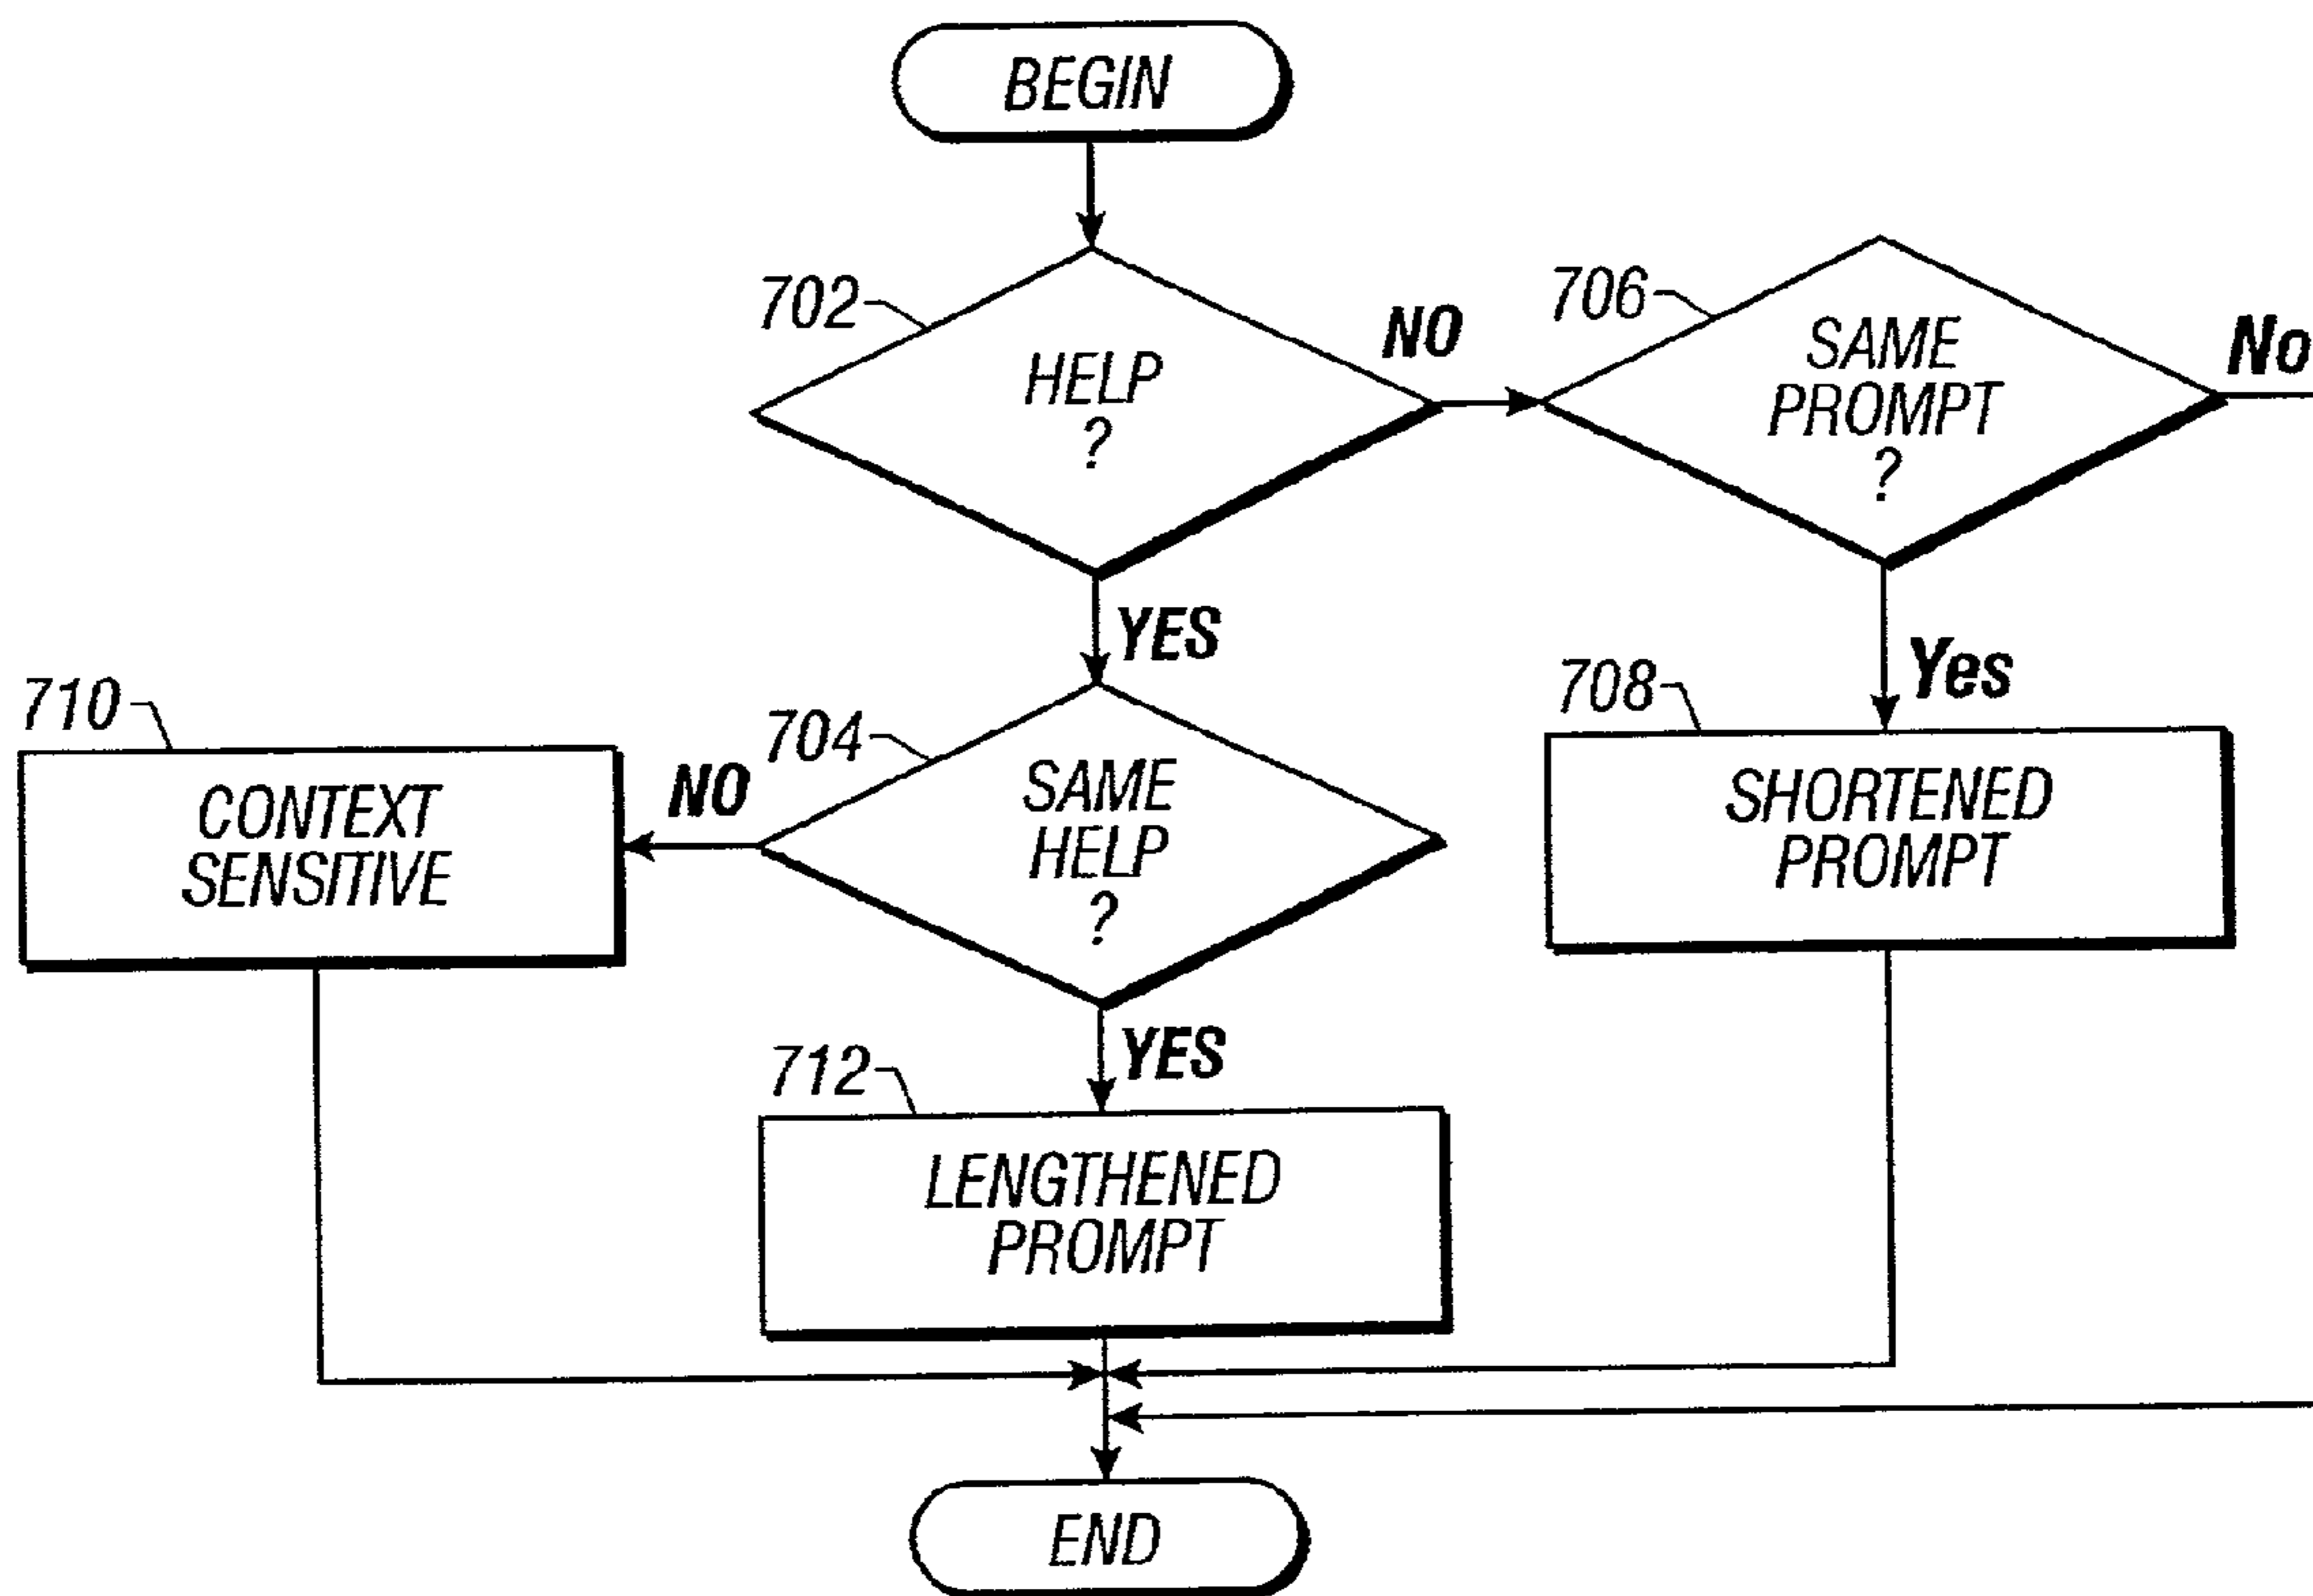 BEGIN
702
HELP
?
NO
706
SAME
PROMPT
?
No
YES
Yes
710
CONTEXT
SENSITIVE
NO
704
SAME
HELP
?
708
SHORTENED
PROMPT
YES
712
LENGTHENED
PROMPT
END